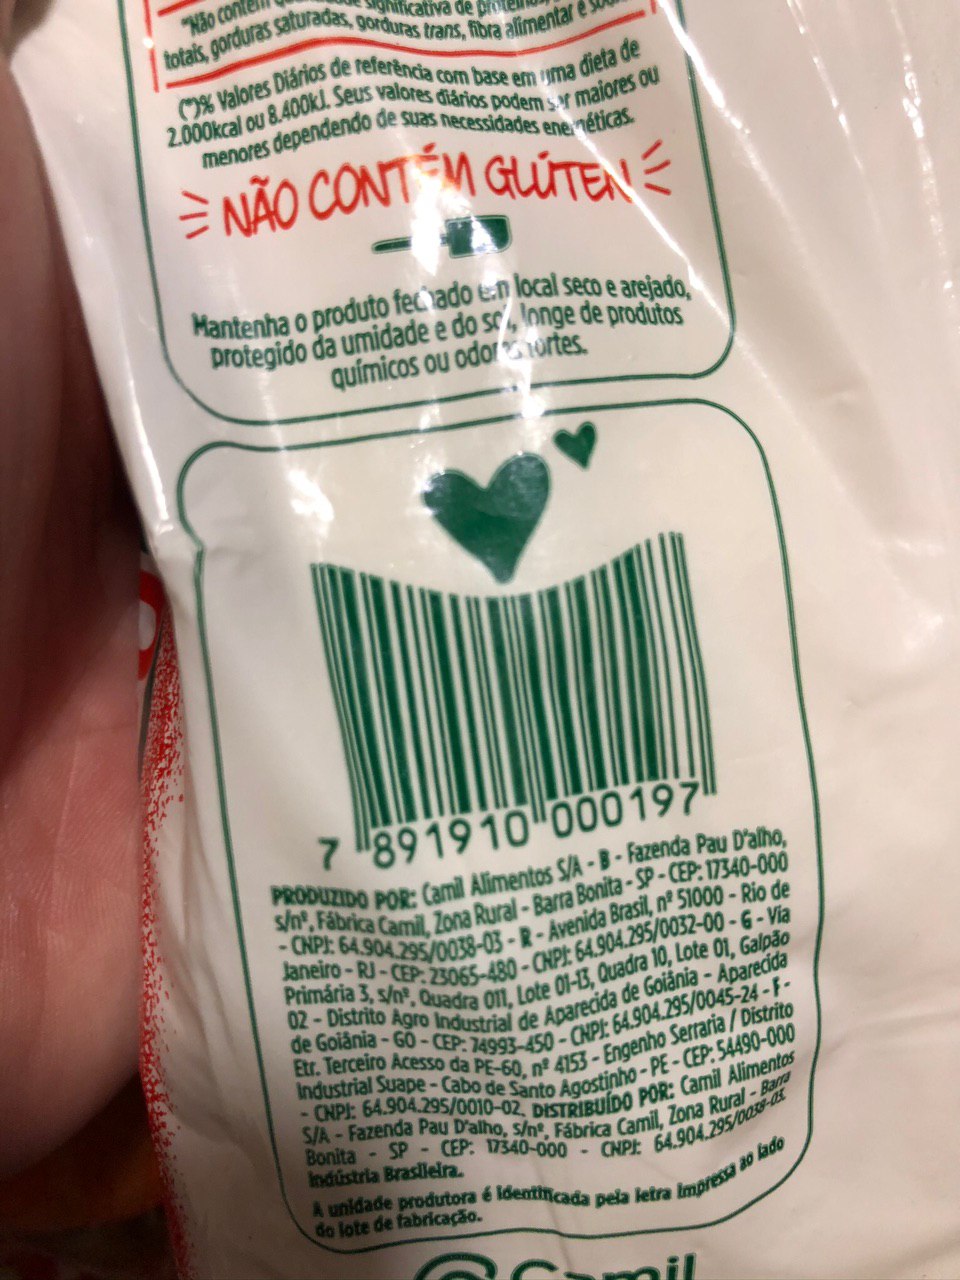 *Não contém significativa de
totais, gorduras saturadas, gorduras trans, fibra alimentar e
(*)% Valores Diários de referência com base em uma dieta de
2.000kcal ou 8.400kJ. Seus valores diários podem ser maiores ou
menores dependendo de suas necessidades energéticas.
NÃO CONTÉM GLÚTEN
Mantenha o produto fechado em local seco e arejado,
protegido da umidade e do sol, longe de produtos
químicos ou odores fortes.
7 891910 000197
PRODUZIDO POR: Camil Alimentos S/A - B - Fazenda Pau D'alho,
s/nº, Fábrica Camil, Zona Rural - Barra Bonita - SP - CEP: 17340-000
- CNPJ: 64.904.295/0038-03 - R - Avenida Brasil, nº 51000 - Rio de
Janeiro - RJ - CEP: 23065-480 - CNPJ: 64.904.295/0032-00 - G - Via
Primária 3, s/nº, Quadra 011, Lote 01-13, Quadra 10, Lote 01, Galpão
02 - Distrito Agro Industrial de Aparecida de Goiânia - Aparecida
de Goiânia - GO - CEP: 74993-450 - CNPJ: 64.904.295/0045-24 - F -
Etr. Terceiro Acesso da PE-60, nº 4153 - Engenho Serraria / Distrito
Industrial Suape - Cabo de Santo Agostinho - PE - CEP: 54490-000
- CNPJ: 64.904.295/0010-02, DISTRIBUÍDO POR: Camil Alimentos
S/A - Fazenda Pau D'alho, s/nº, Fábrica Camil, Zona Rural - Barra
Bonita - SP - CEP: 17340-000 - CNPJ: 64.904.295/0038-03.
Indústria Brasileira.
A unidade produtora é identificada pela letra impressa ao lado
do lote de fabricação.
Camil